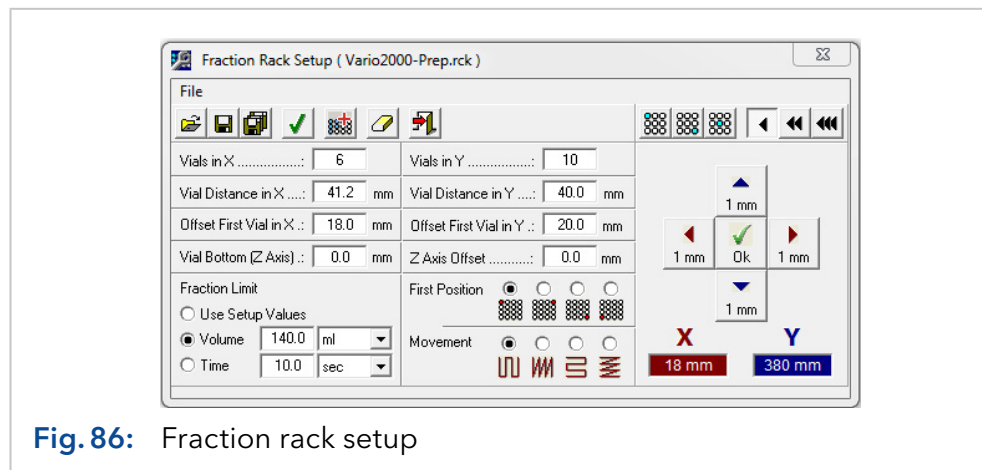 Fraction Rack Setup ( Vario2000-Prep.rck )
File
Vials in X ................: 6
Vials in Y ................: 10
Vial Distance in X ....: 41.2 mm
Vial Distance in Y ....: 40.0 mm
Offset First Vial in X .: 18.0 mm
Offset First Vial in Y .: 20.0 mm
Vial Bottom (Z Axis) .: 0.0 mm
Z Axis Offset ..........: 0.0 mm
Fraction Limit
Use Setup Values
Volume 140.0 ml
Time 10.0 sec
First Position
Movement
1 mm
1 mm Ok 1 mm
1 mm
X Y
18 mm 380 mm
Fig. 86: Fraction rack setup